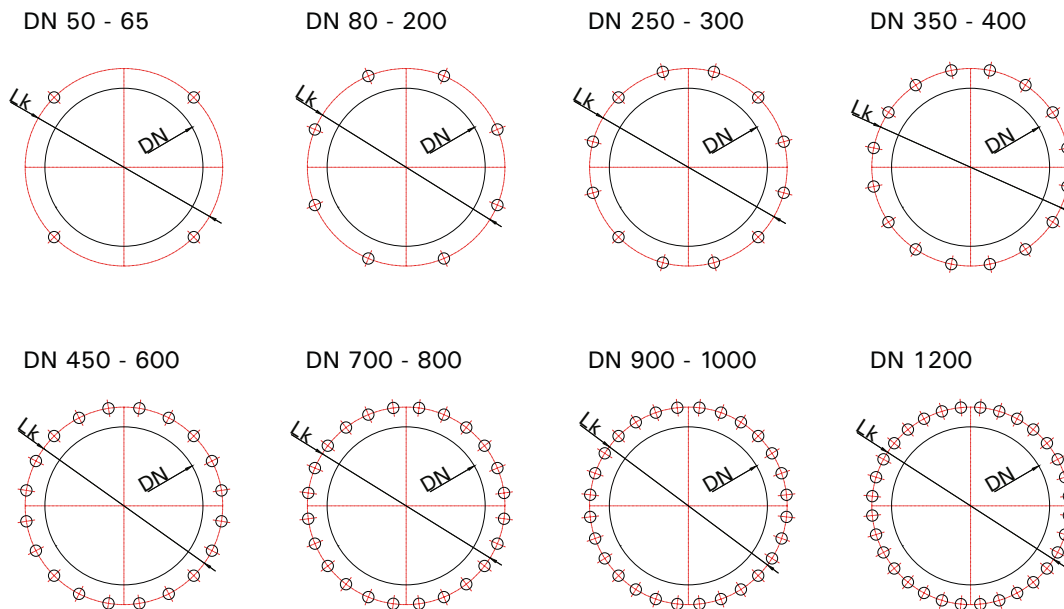 DN 50 - 65
DN 80 - 200
DN 250 - 300
DN 350 - 400
Lk
DN
Lk
DN
Lk
DN
Lk
DN
DN 450 - 600
DN 700 - 800
DN 900 - 1000
DN 1200
Lk
DN
Lk
DN
Lk
DN
Lk
DN